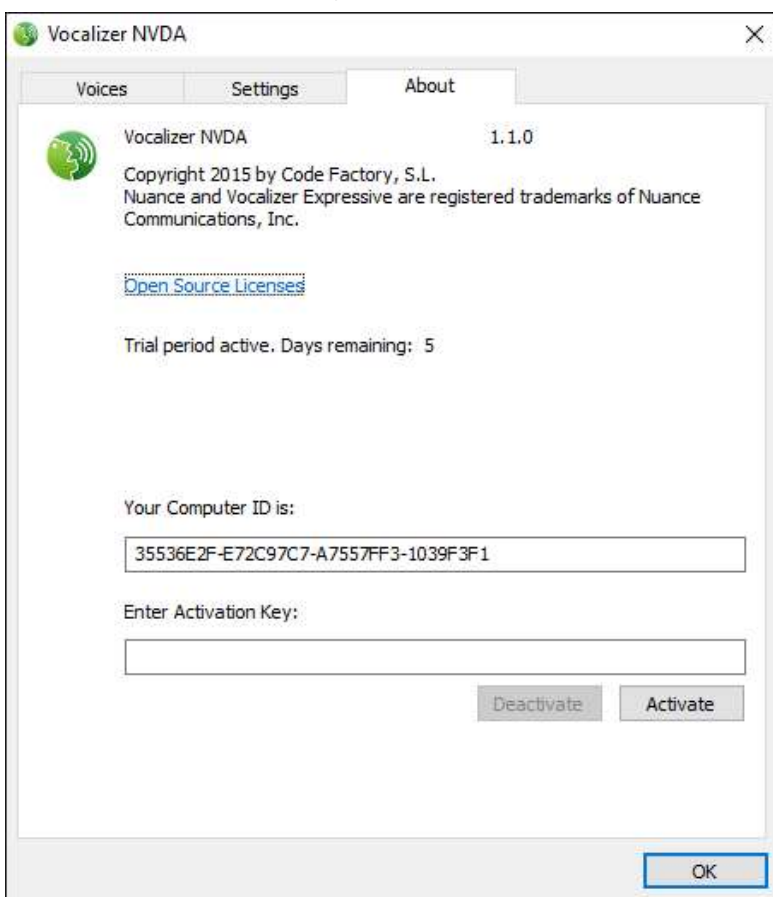 Vocalizer NVDA
Voices
Settings
About
Vocalizer NVDA 1.1.0
Copyright 2015 by Code Factory, S.L.
Nuance and Vocalizer Expressive are registered trademarks of Nuance
Communications, Inc.
Open Source Licenses
Trial period active. Days remaining: 5
Your Computer ID is:
35536E2F-E72C97C7-A7557FF3-1039F3F1
Enter Activation Key:
Deactivate
Activate
OK